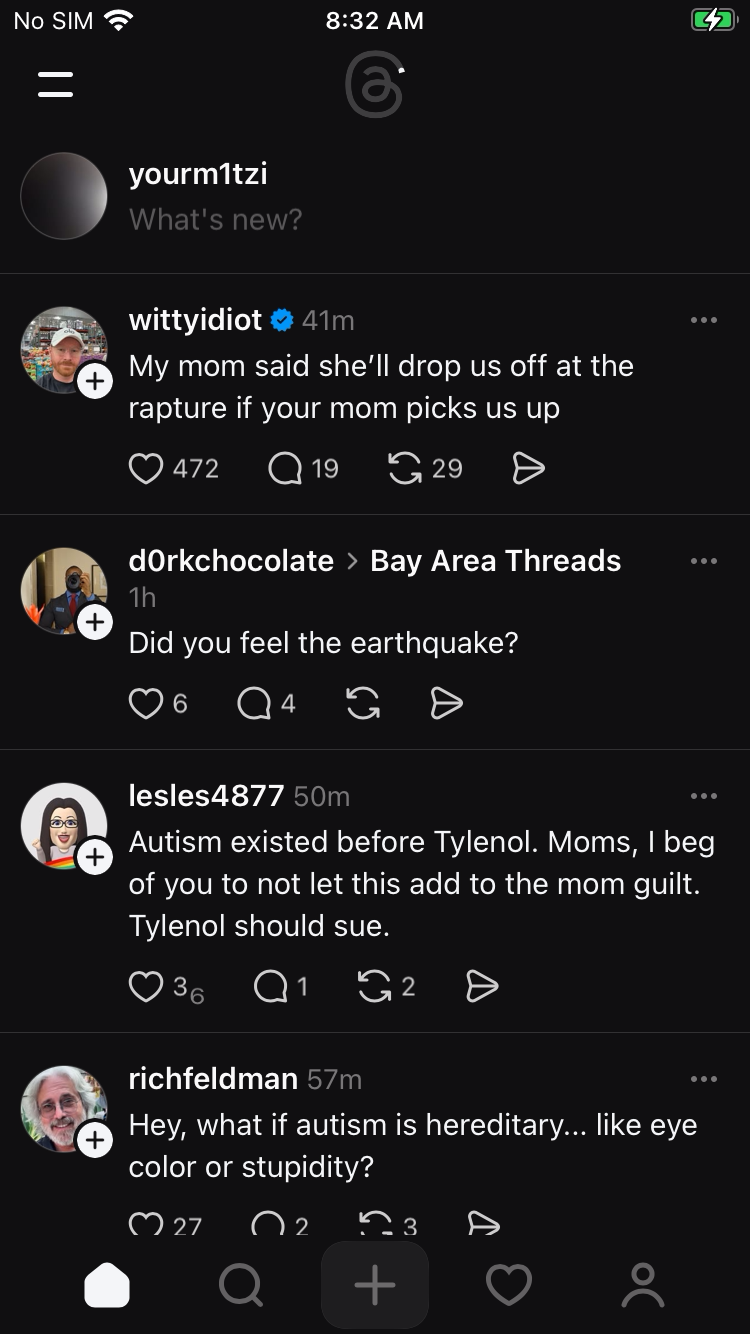 No SIM 8:32 AM
yourm1tzi
What's new?
wittyidiot 41m
My mom said she’ll drop us off at the
rapture if your mom picks us up
472 19 29
d0rkchocolate > Bay Area Threads
1h
Did you feel the earthquake?
6 4
lesles4877 50m
Autism existed before Tylenol. Moms, I beg
of you to not let this add to the mom guilt.
Tylenol should sue.
36 1 2
richfeldman 57m
Hey, what if autism is hereditary... like eye
color or stupidity?
27 2 3